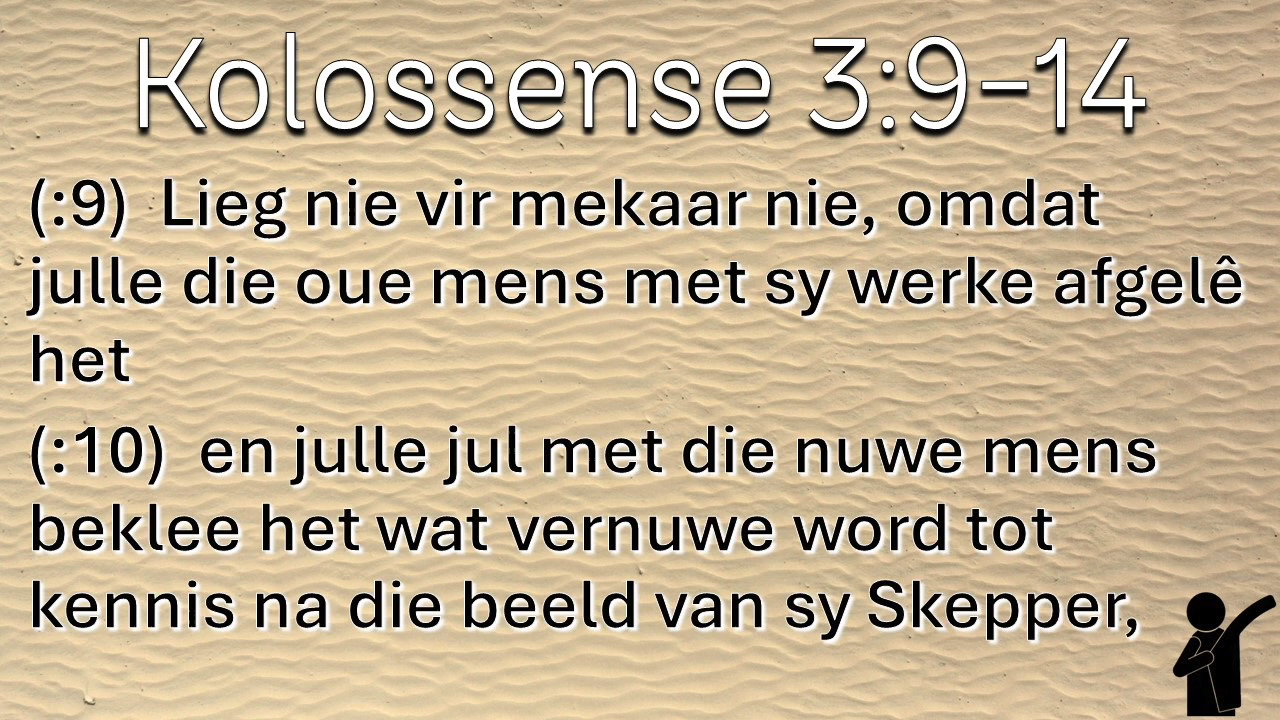 Kolossense 3:9-14
(:9) Lieg nie vir mekaar nie, omdat
julle die oue mens met sy werke afgelê
het
(:10) en julle jul met die nuwe mens
beklee het wat vernuwe word tot
kennis na die beeld van sy Skepper,